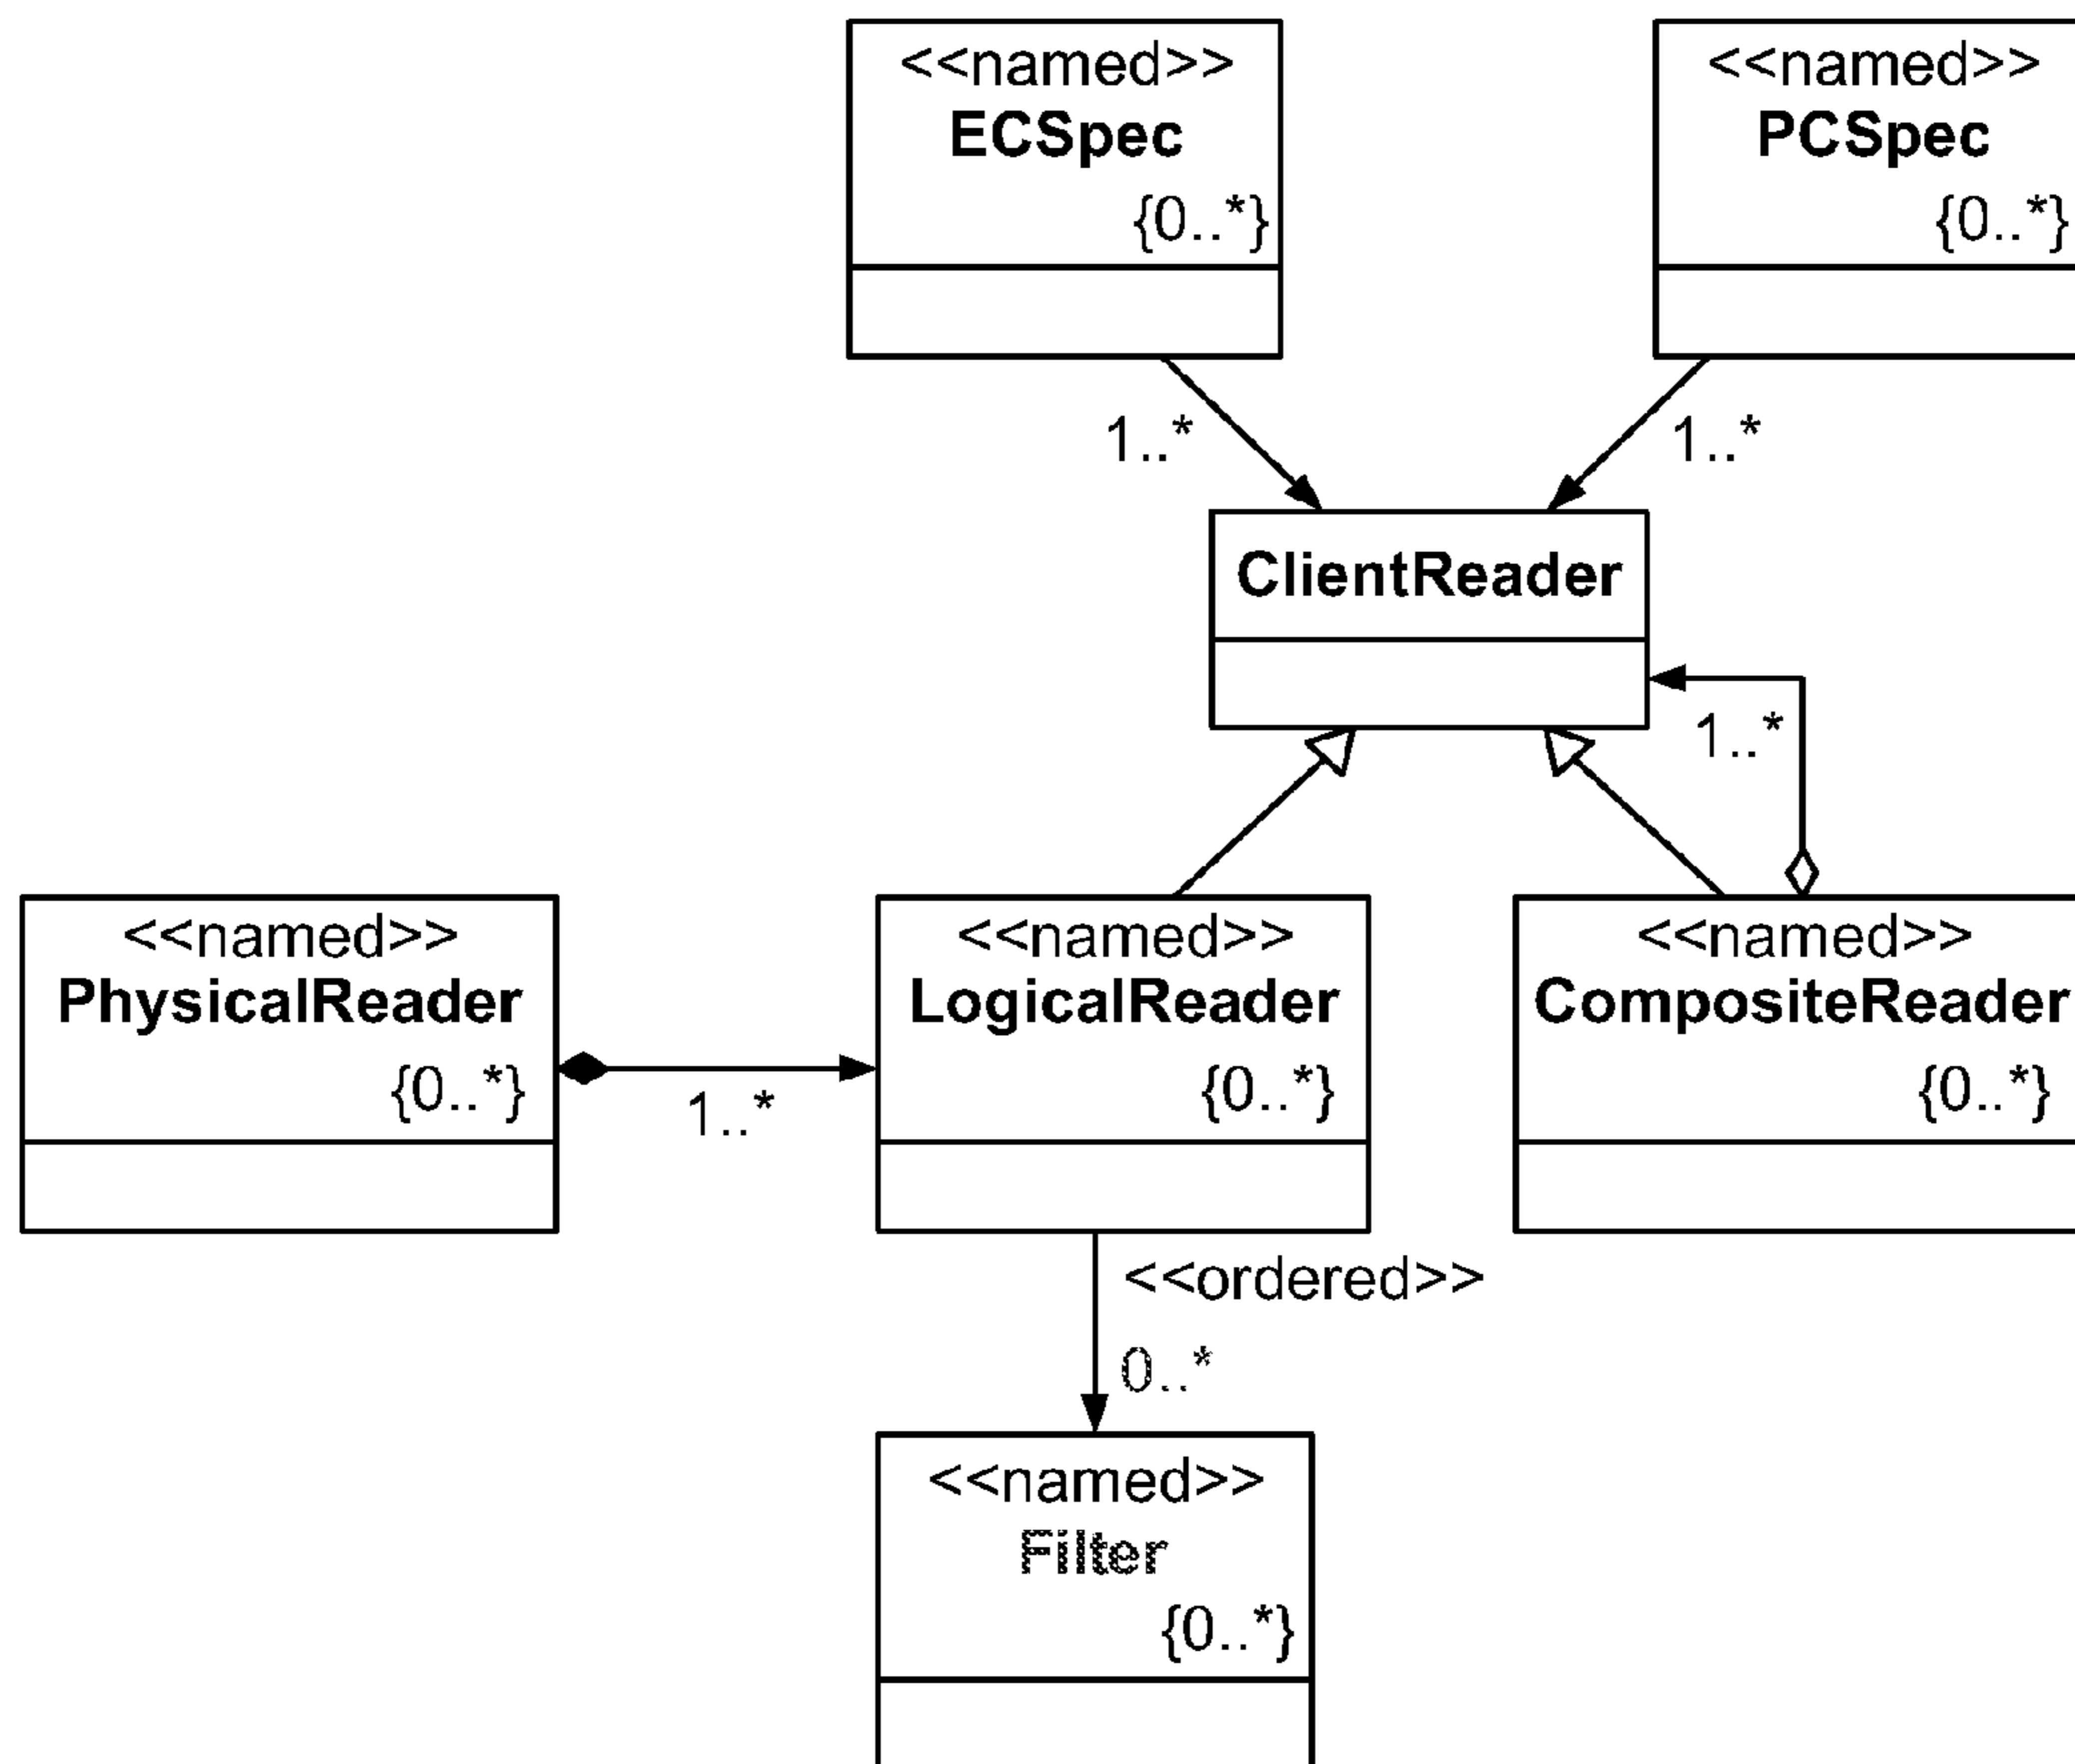 <<named>>
ECSpec
{0..*}
<<named>>
PCSpec
{0..*}
1..*
1..*
ClientReader
1..*
<<named>>
PhysicalReader
{0..*}
1..*
<<named>>
LogicalReader
{0..*}
<<named>>
CompositeReader
{0..*}
<<ordered>>
0..*
<<named>>
Filter
{0..*}